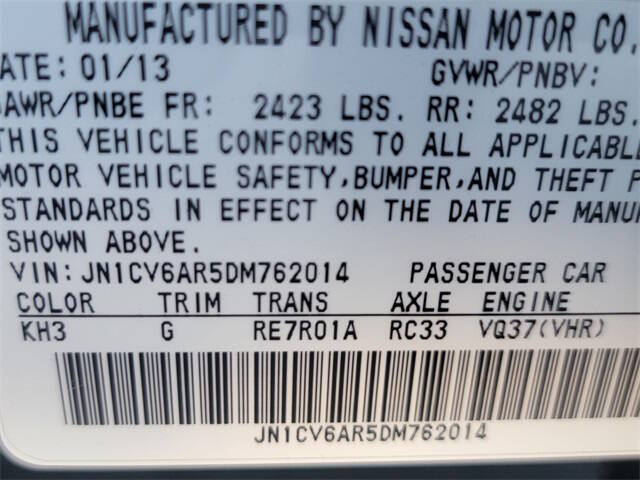 MANUFACTURED BY NISSAN MOTOR CO.
ATE: 01/13 GVWR/PNBV:
GAWR/PNBE FR: 2423 LBS. RR: 2482 LBS.
THIS VEHICLE CONFORMS TO ALL APPLICABLE
MOTOR VEHICLE SAFETY,BUMPER,AND THEFT P
STANDARDS IN EFFECT ON THE DATE OF MANU
SHOWN ABOVE.
VIN:JN1CV6AR5DM762014 PASSENGER CAR
COLOR TRIM TRANS AXLE ENGINE
KH3 G RE7R01A RC33 VQ37(VHR)
JN1CV6AR5DM762014